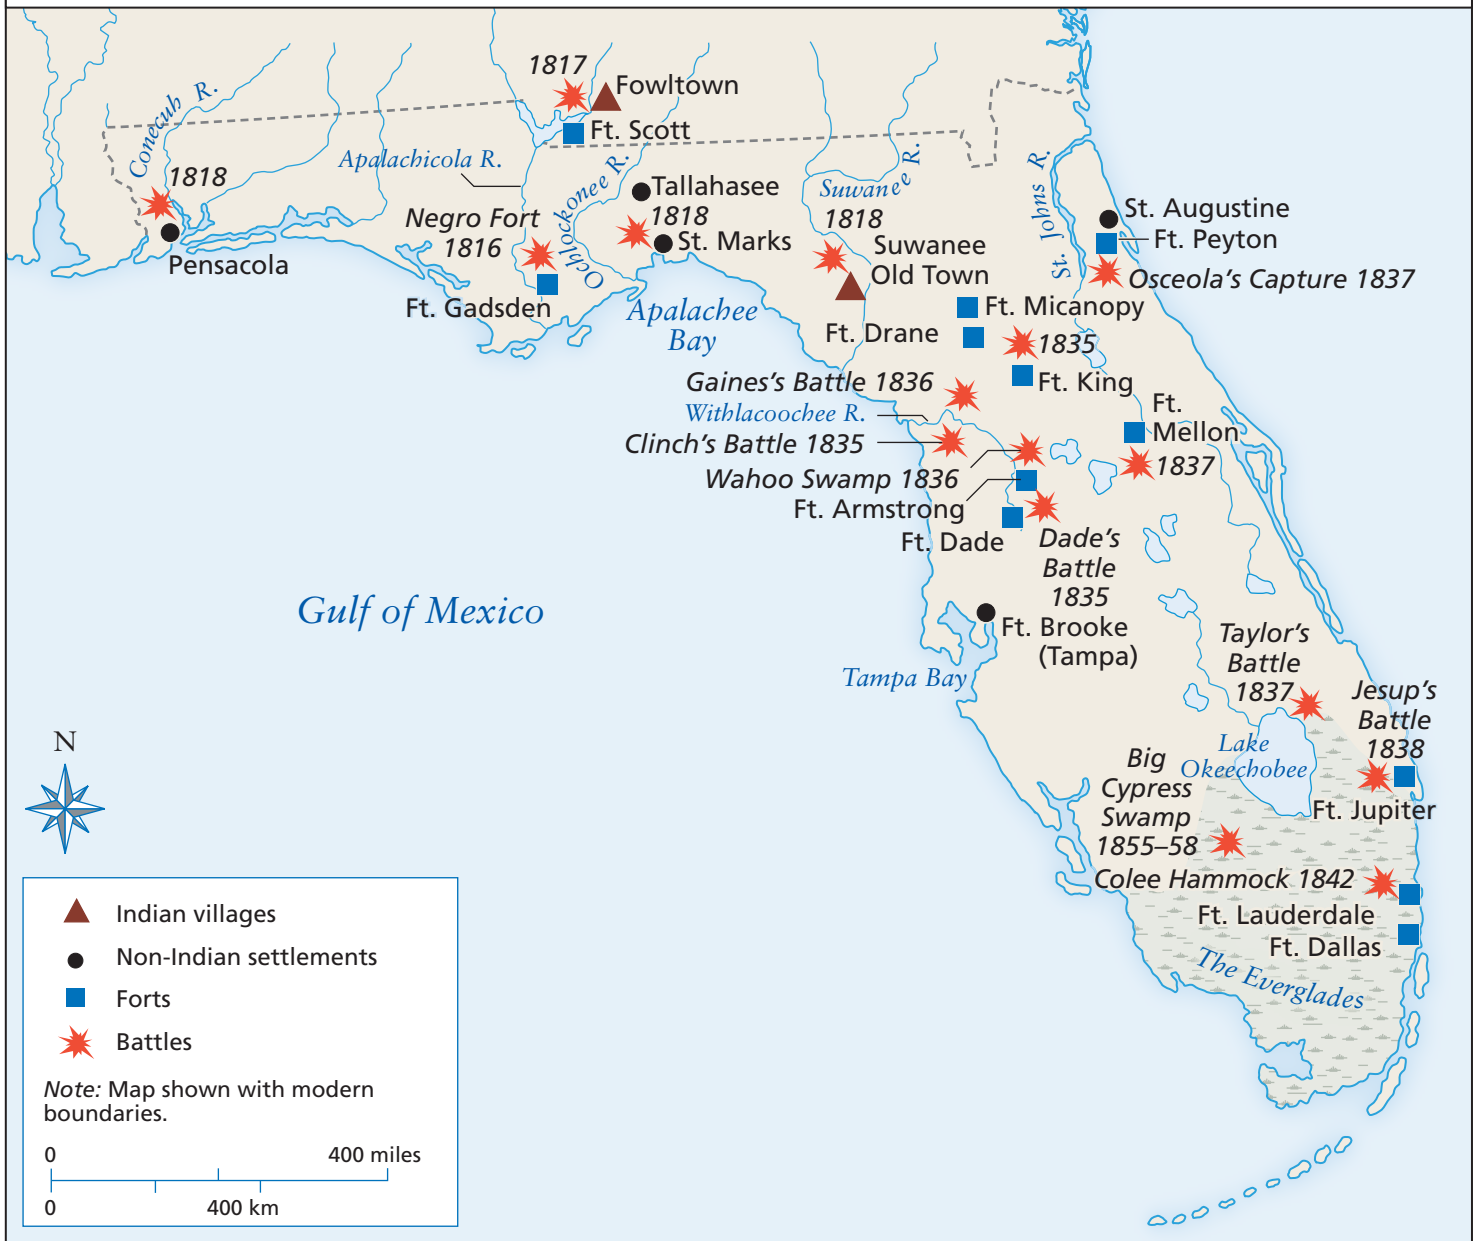 1817
Fowltown
Conecuh R.
Ft. Scott
Apalachicola R.
Ochlockonee R.
Suwanee R.
St. Johns R.
1818
Tallahasee
Negro Fort
1816
1818
St. Marks
1818
Suwanee
Old Town
St. Augustine
Ft. Peyton
Pensacola
Osceola's Capture 1837
Ft. Gadsden
Apalachee
Bay
Ft. Micanopy
Ft. Drane
1835
Gaines's Battle 1836
Ft. King
Withlacoochee R.
Ft.
Mellon
Clinch's Battle 1835
1837
Wahoo Swamp 1836
Ft. Armstrong
Ft. Dade
Dade's
Battle
1835
Gulf of Mexico
Ft. Brooke
(Tampa)
Tampa Bay
Taylor's
Battle
1837
Jesup's
Battle
1838
Lake
Okeechobee
Big
Cypress
Swamp
1855–58
Ft. Jupiter
Colee Hammock 1842
Ft. Lauderdale
Ft. Dallas
The Everglades
N
Indian villages
Non-Indian settlements
Forts
Battles
Note: Map shown with modern
boundaries.
0 400 miles
0 400 km